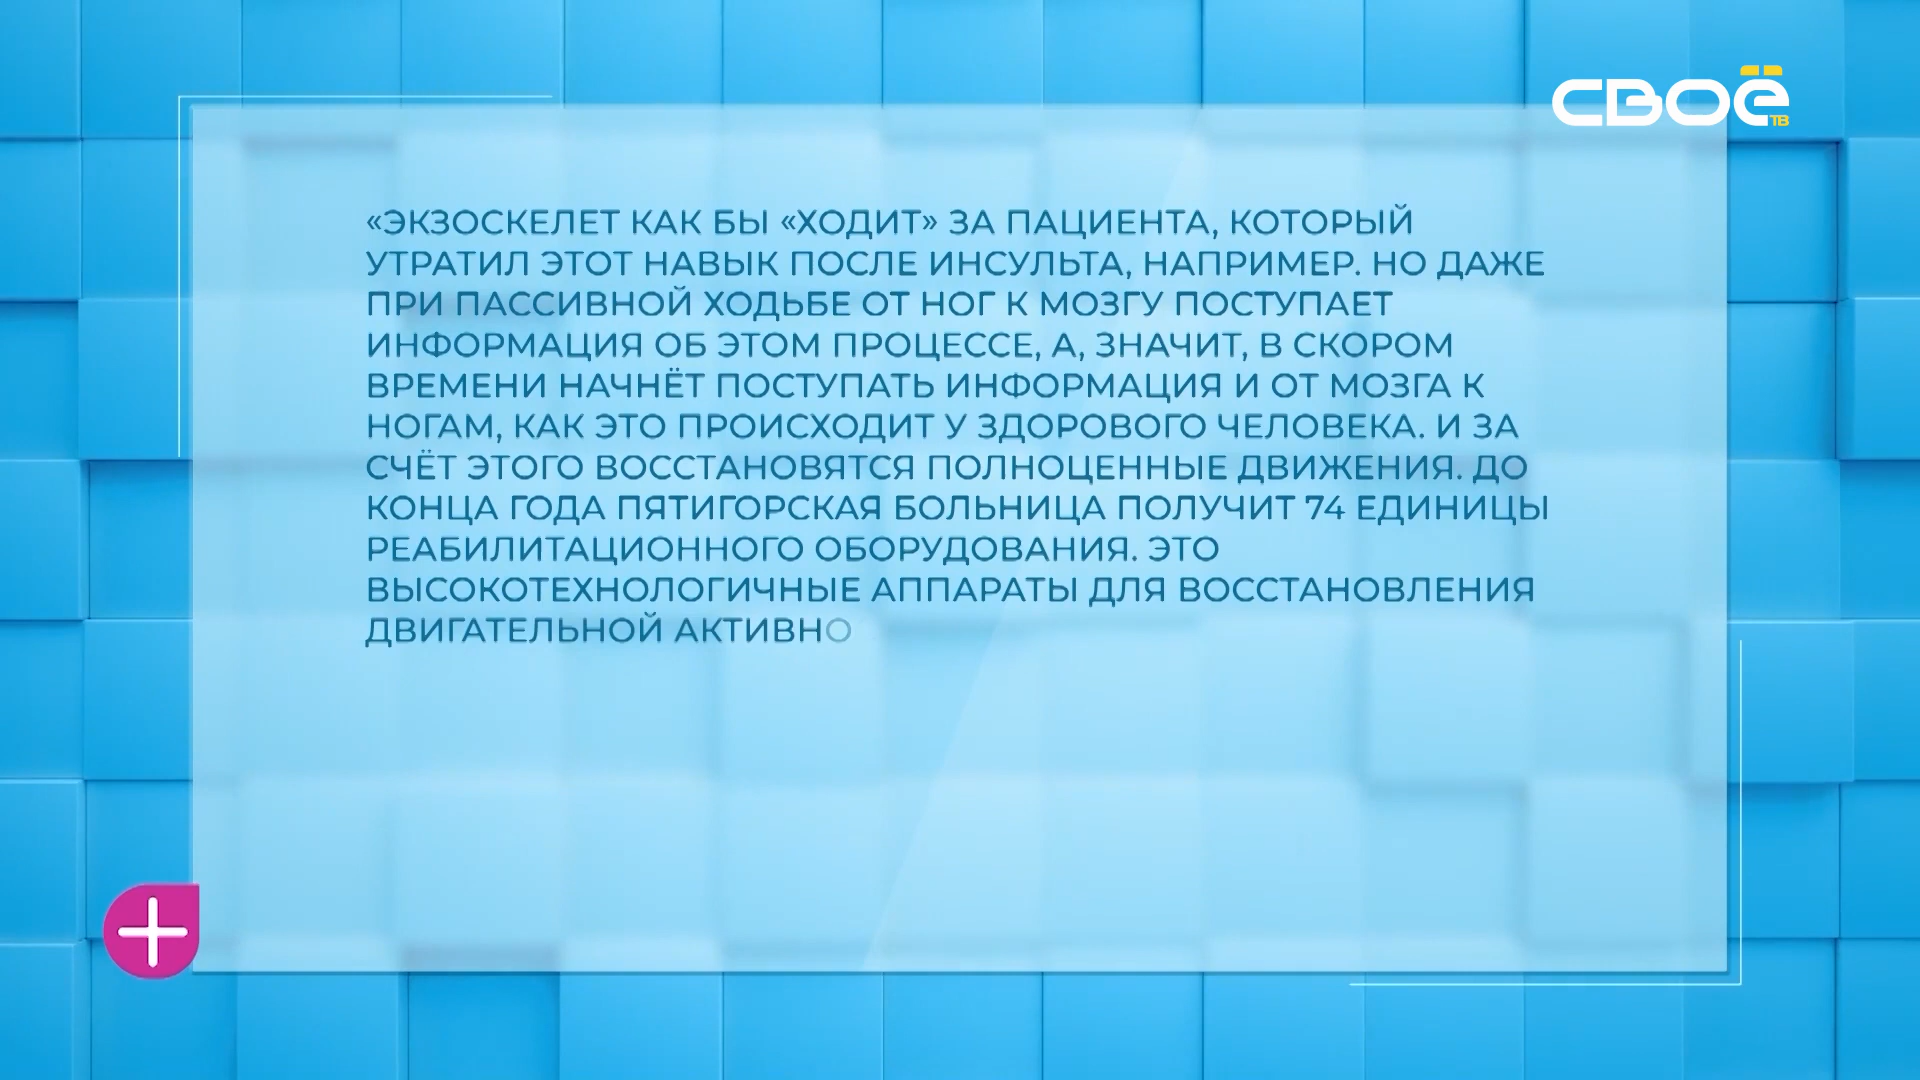 СВОЁ
ТВ
«ЭКЗОСКЕЛЕТ КАК БЫ «ХОДИТ» ЗА ПАЦИЕНТА, КОТОРЫЙ
УТРАТИЛ ЭТОТ НАВЫК ПОСЛЕ ИНСУЛЬТА, НАПРИМЕР. НО ДАЖЕ
ПРИ ПАССИВНОЙ ХОДЬБЕ ОТ НОГ К МОЗГУ ПОСТУПАЕТ
ИНФОРМАЦИЯ ОБ ЭТОМ ПРОЦЕССЕ, А, ЗНАЧИТ, В СКОРОМ
ВРЕМЕНИ НАЧНЁТ ПОСТУПАТЬ ИНФОРМАЦИЯ И ОТ МОЗГА К
НОГАМ, КАК ЭТО ПРОИСХОДИТ У ЗДОРОВОГО ЧЕЛОВЕКА. И ЗА
СЧЁТ ЭТОГО ВОССТАНОВЯТСЯ ПОЛНОЦЕННЫЕ ДВИЖЕНИЯ. ДО
КОНЦА ГОДА ПЯТИГОРСКАЯ БОЛЬНИЦА ПОЛУЧИТ 74 ЕДИНИЦЫ
РЕАБИЛИТАЦИОННОГО ОБОРУДОВАНИЯ. ЭТО
ВЫСОКОТЕХНОЛОГИЧНЫЕ АППАРАТЫ ДЛЯ ВОССТАНОВЛЕНИЯ
ДВИГАТЕЛЬНОЙ АКТИВНО